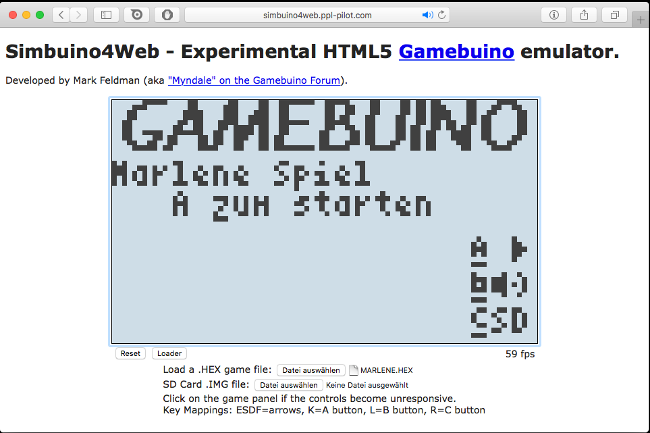 simbuino4web.ppl-pilot.com
Simbuino4Web - Experimental HTML5 Gamebuino emulator.
Developed by Mark Feldman (aka "Myndale" on the Gamebuino Forum).
GAMEBUINO
Marlene Spiel
A zum starten
A
B
CSD
Reset Loader 59 fps
Load a .HEX game file: Datei auswählen MARLENE.HEX
SD Card .IMG file: Datei auswählen Keine Datei ausgewählt
Click on the game panel if the controls become unresponsive.
Key Mappings: ESDF=arrows, K=A button, L=B button, R=C button